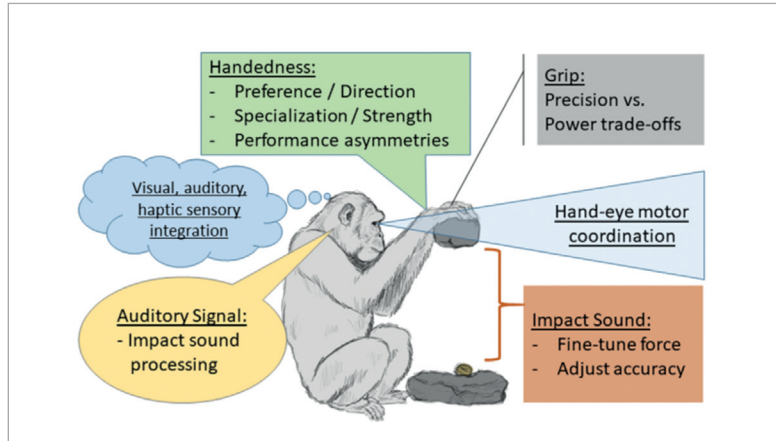 Handedness:
- Preference / Direction
- Specialization / Strength
- Performance asymmetries
Grip:
Precision vs.
Power trade-offs
Visual, auditory,
haptic sensory
integration
Hand-eye motor
coordination
Auditory Signal:
- Impact sound
processing
Impact Sound:
- Fine-tune force
- Adjust accuracy